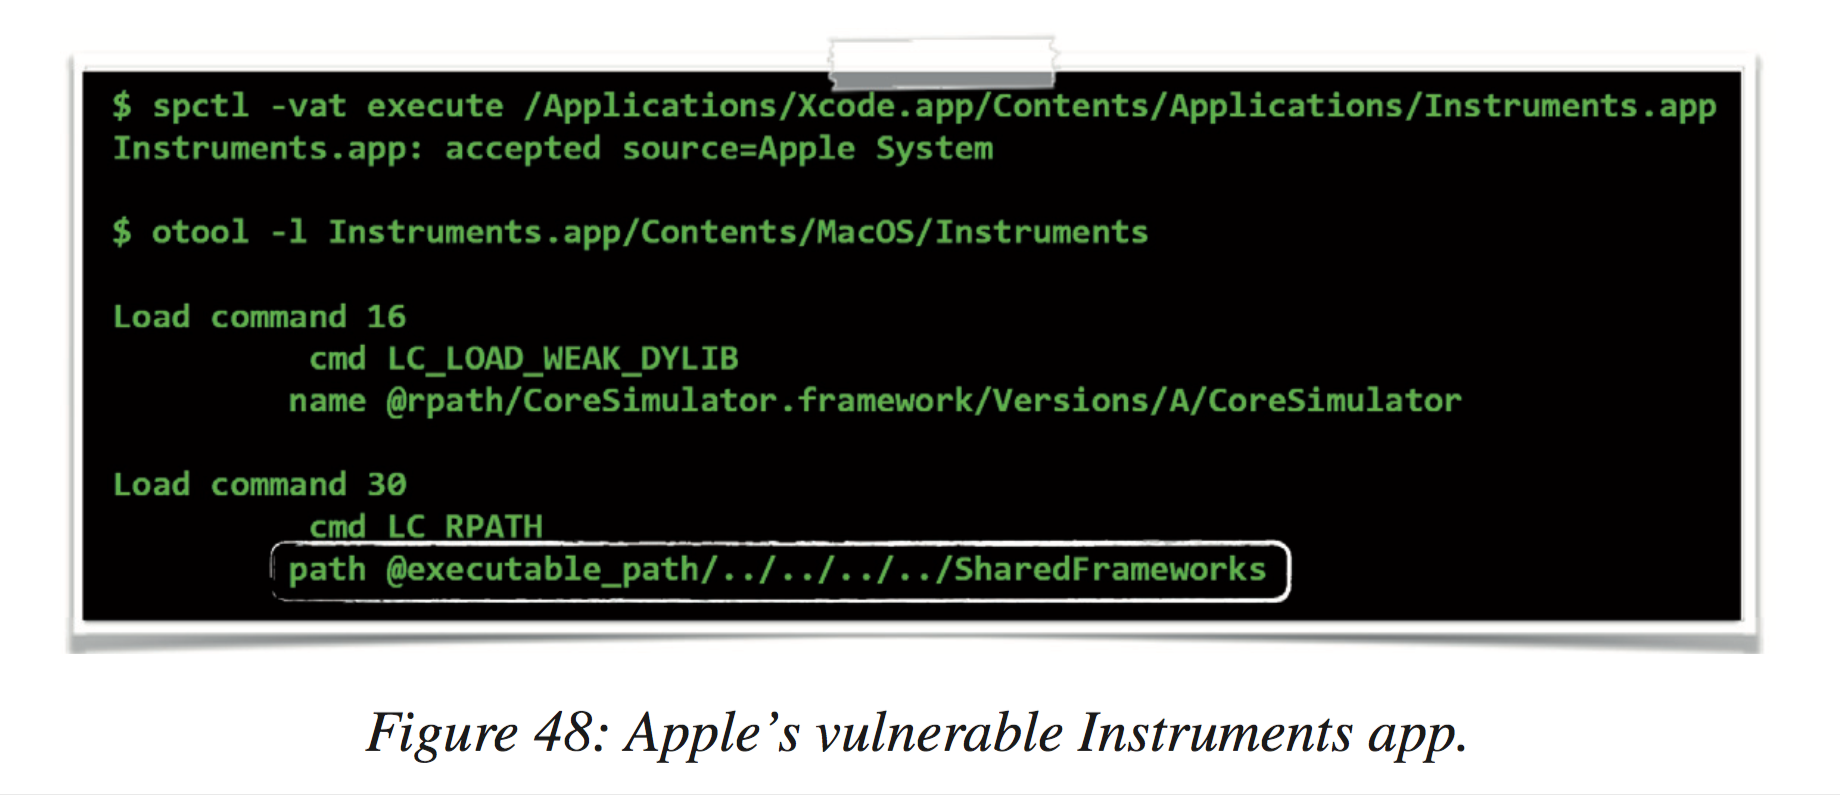 $ spctl -vat execute /Applications/Xcode.app/Contents/Applications/Instruments.app
Instruments.app: accepted source=Apple System
$ otool -l Instruments.app/Contents/MacOS/Instruments
Load command 16
cmd LC_LOAD_WEAK_DYLIB
name @rpath/CoreSimulator.framework/Versions/A/CoreSimulator
Load command 30
cmd LC_RPATH
path @executable_path/../../../../SharedFrameworks
Figure 48: Apple’s vulnerable Instruments app.